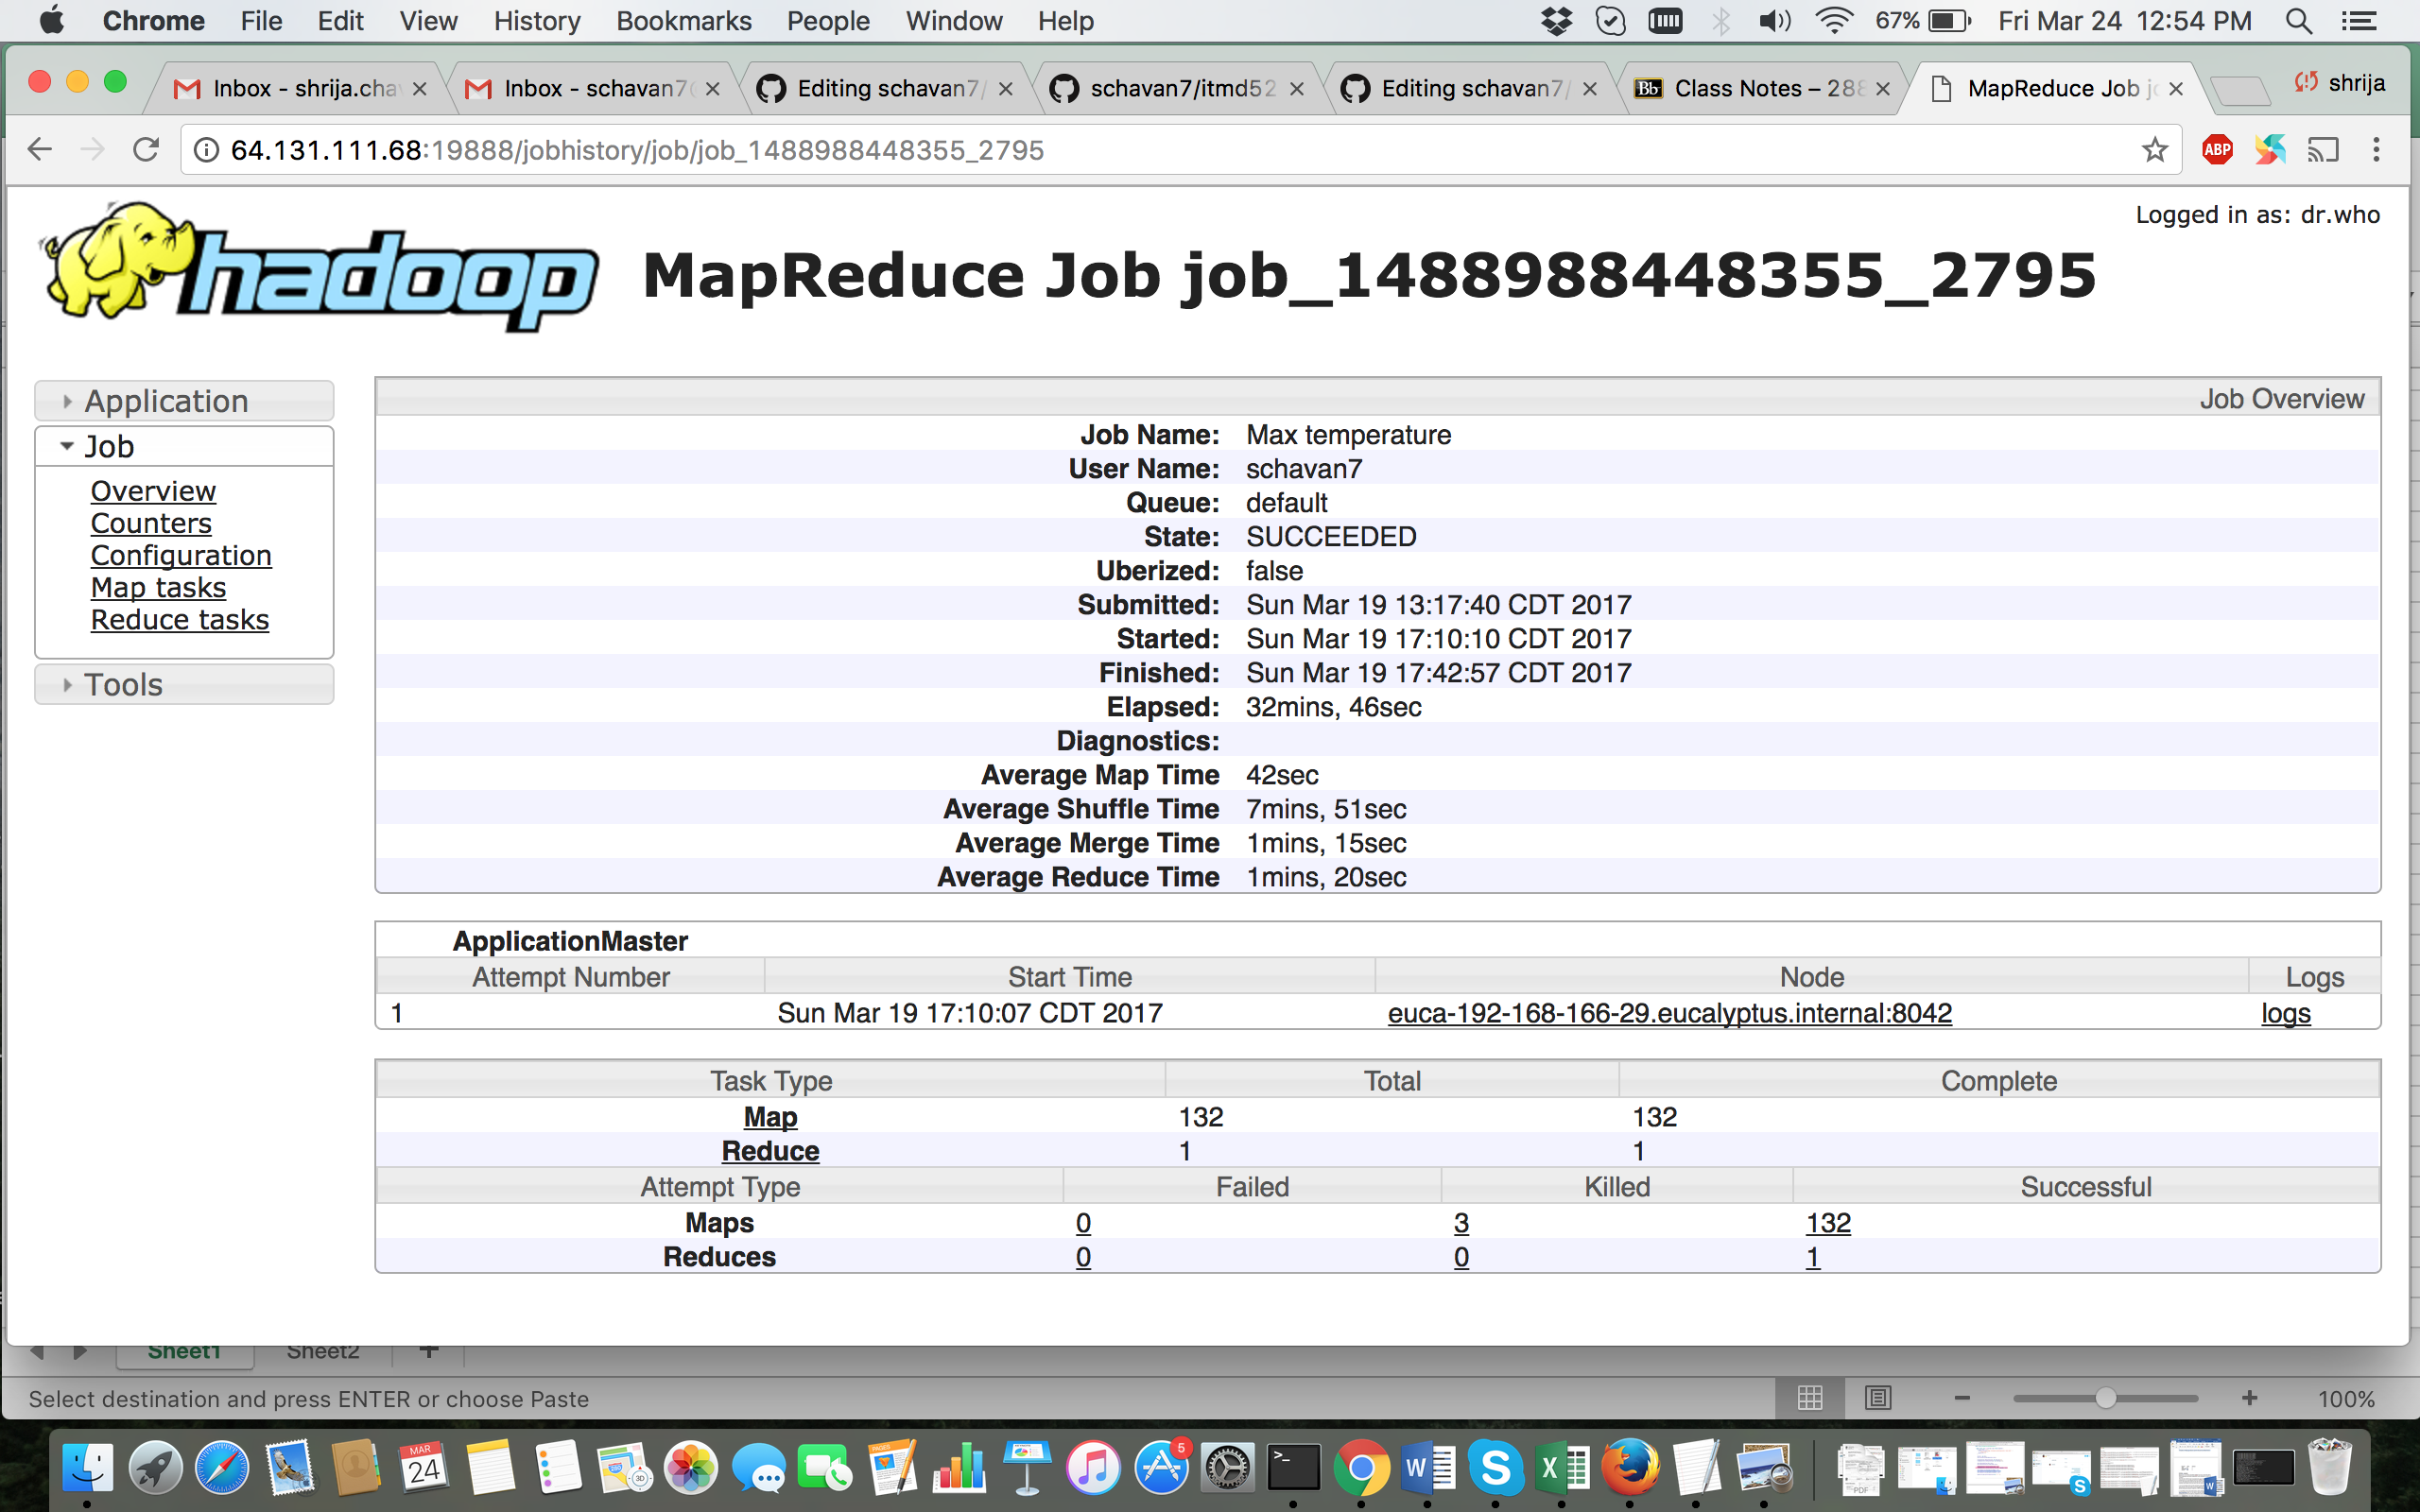 Chrome File Edit View History Bookmarks People Window Help 67% Fri Mar 24 12:54 PM
Inbox - shrija.cha Inbox - schavan7 Editing schavan7/ schavan7/itmd52 Editing schavan7/ Bb Class Notes – 288 MapReduce Job shrija
64.131.111.68:19888/jobhistory/job/job_1488988448355_2795 ABP
Logged in as: dr.who
hadoop MapReduce Job job_1488988448355_2795
Application
Job
Overview
Counters
Configuration
Map tasks
Reduce tasks
Tools
Job Overview
Job Name: Max temperature
User Name: schavan7
Queue: default
State: SUCCEEDED
Uberized: false
Submitted: Sun Mar 19 13:17:40 CDT 2017
Started: Sun Mar 19 17:10:10 CDT 2017
Finished: Sun Mar 19 17:42:57 CDT 2017
Elapsed: 32mins, 46sec
Diagnostics:
Average Map Time 42sec
Average Shuffle Time 7mins, 51sec
Average Merge Time 1mins, 15sec
Average Reduce Time 1mins, 20sec
ApplicationMaster
Attempt Number Start Time Node Logs
1 Sun Mar 19 17:10:07 CDT 2017 euca-192-168-166-29.eucalyptus.internal:8042 logs
Task Type Total Complete
Map 132 132
Reduce 1 1
Attempt Type Failed Killed Successful
Maps 0 3 132
Reduces 0 0 1
Sheet1 Sheet2 +
Select destination and press ENTER or choose Paste 100%
MAR
24
5